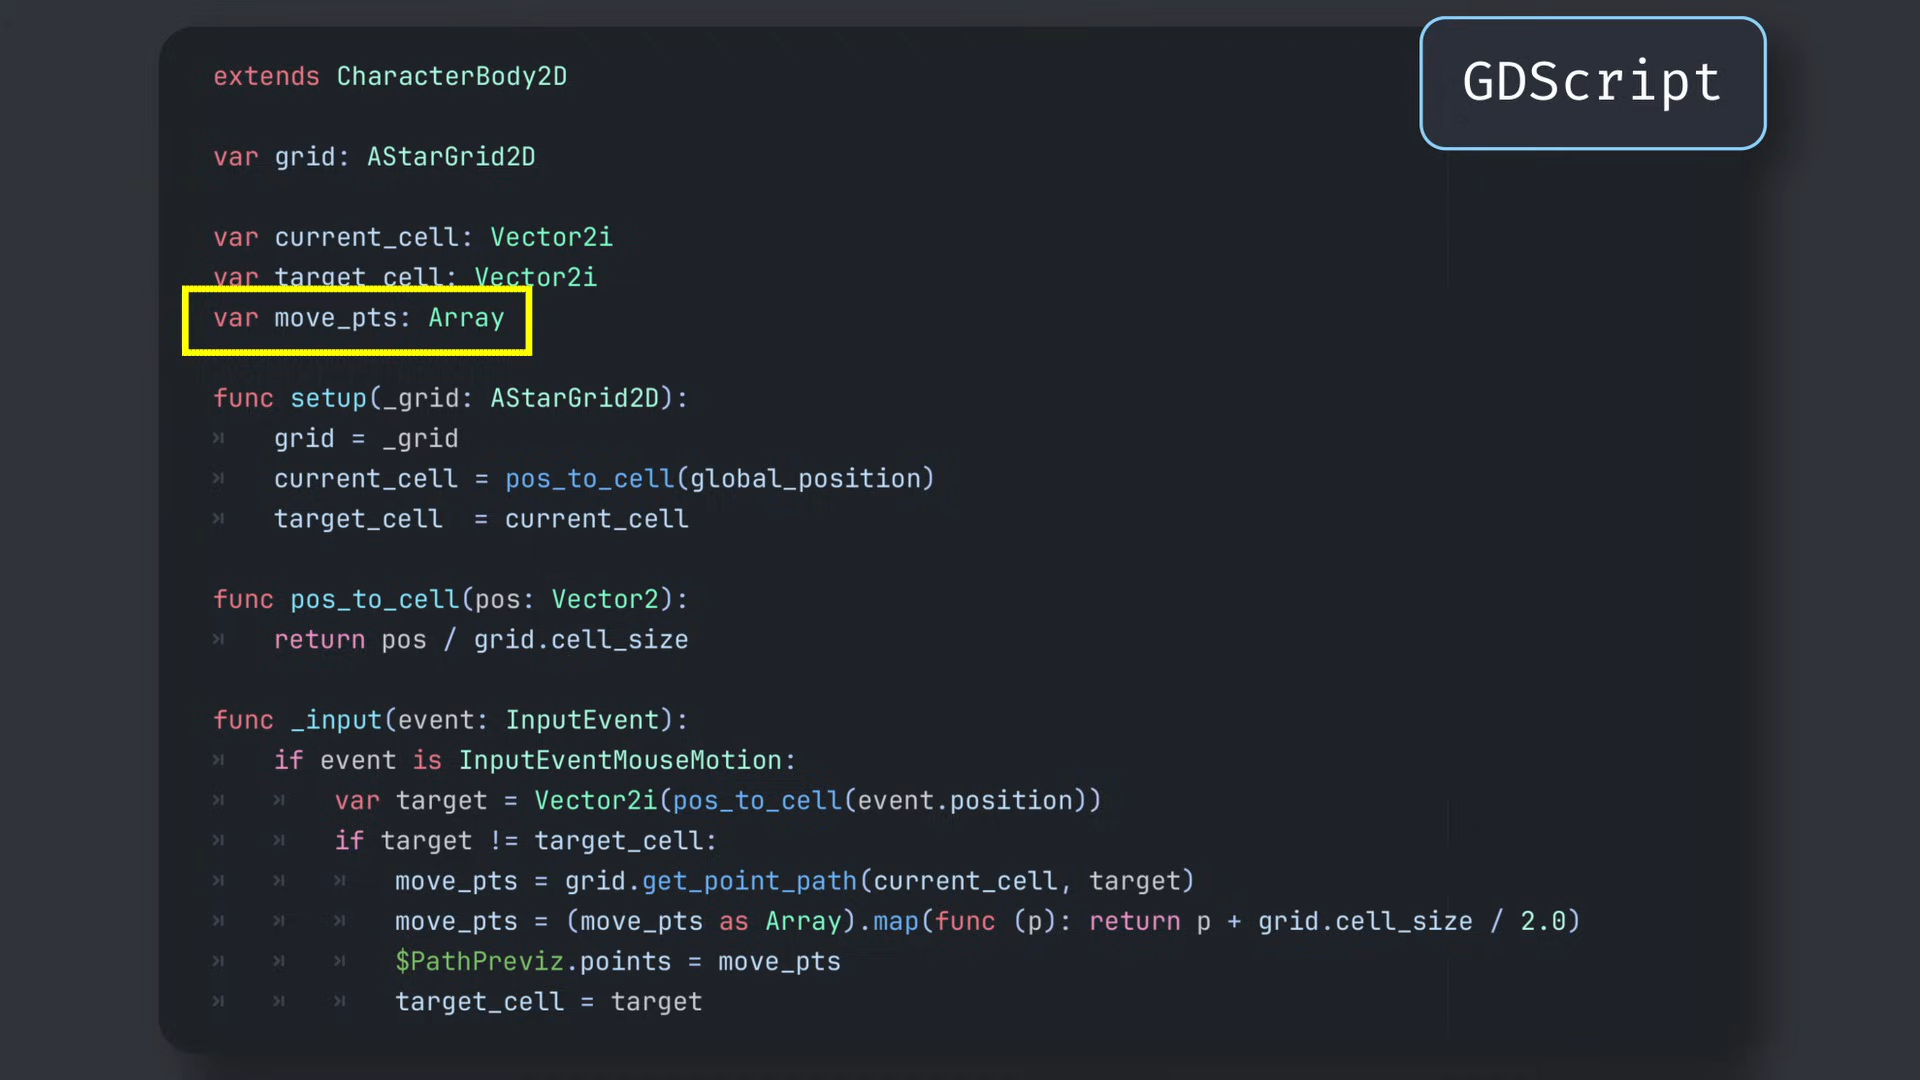 GDScript
extends CharacterBody2D
var grid: AStarGrid2D
var current_cell: Vector2i
var target_cell: Vector2i
var move_pts: Array
func setup(_grid: AStarGrid2D):
grid = _grid
current_cell = pos_to_cell(global_position)
target_cell  = current_cell
func pos_to_cell(pos: Vector2):
return pos / grid.cell_size
func _input(event: InputEvent):
if event is InputEventMouseMotion:
var target = Vector2i(pos_to_cell(event.position))
if target != target_cell:
move_pts = grid.get_point_path(current_cell, target)
move_pts = (move_pts as Array).map(func (p): return p + grid.cell_size / 2.0)
$PathPreviz.points = move_pts
target_cell = target